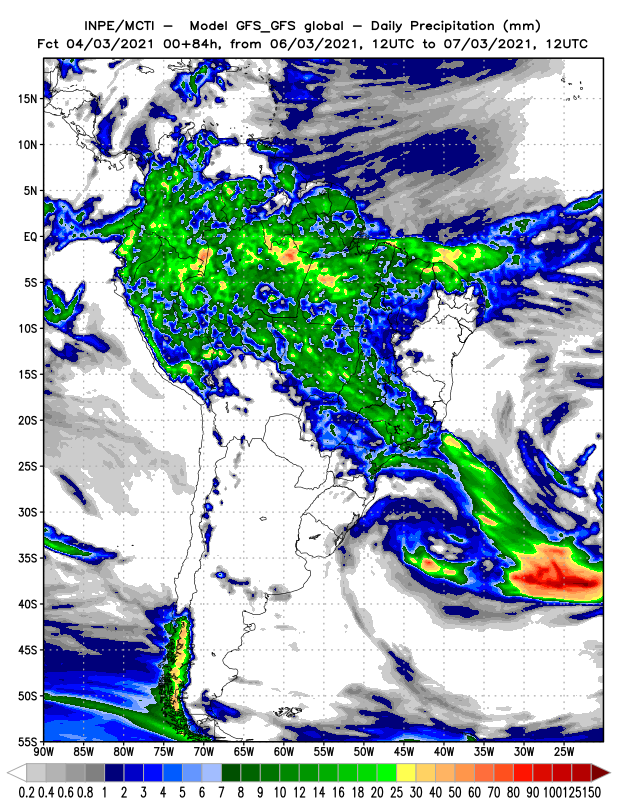 INPE/MCTI – Model GFS_GFS global – Daily Precipitation (mm)
Fct 04/03/2021 00+84h, from 06/03/2021, 12UTC to 07/03/2021, 12UTC
15N
10N
5N
EQ
5S
10S
15S
20S
25S
30S
35S
40S
45S
50S
55S
90W 85W 80W 75W 70W 65W 60W 55W 50W 45W 40W 35W 30W 25W
0.2 0.4 0.6 0.8 1 2 3 4 5 6 7 8 9 10 12 14 16 18 20 25 30 40 50 60 70 80 90 100 125 150